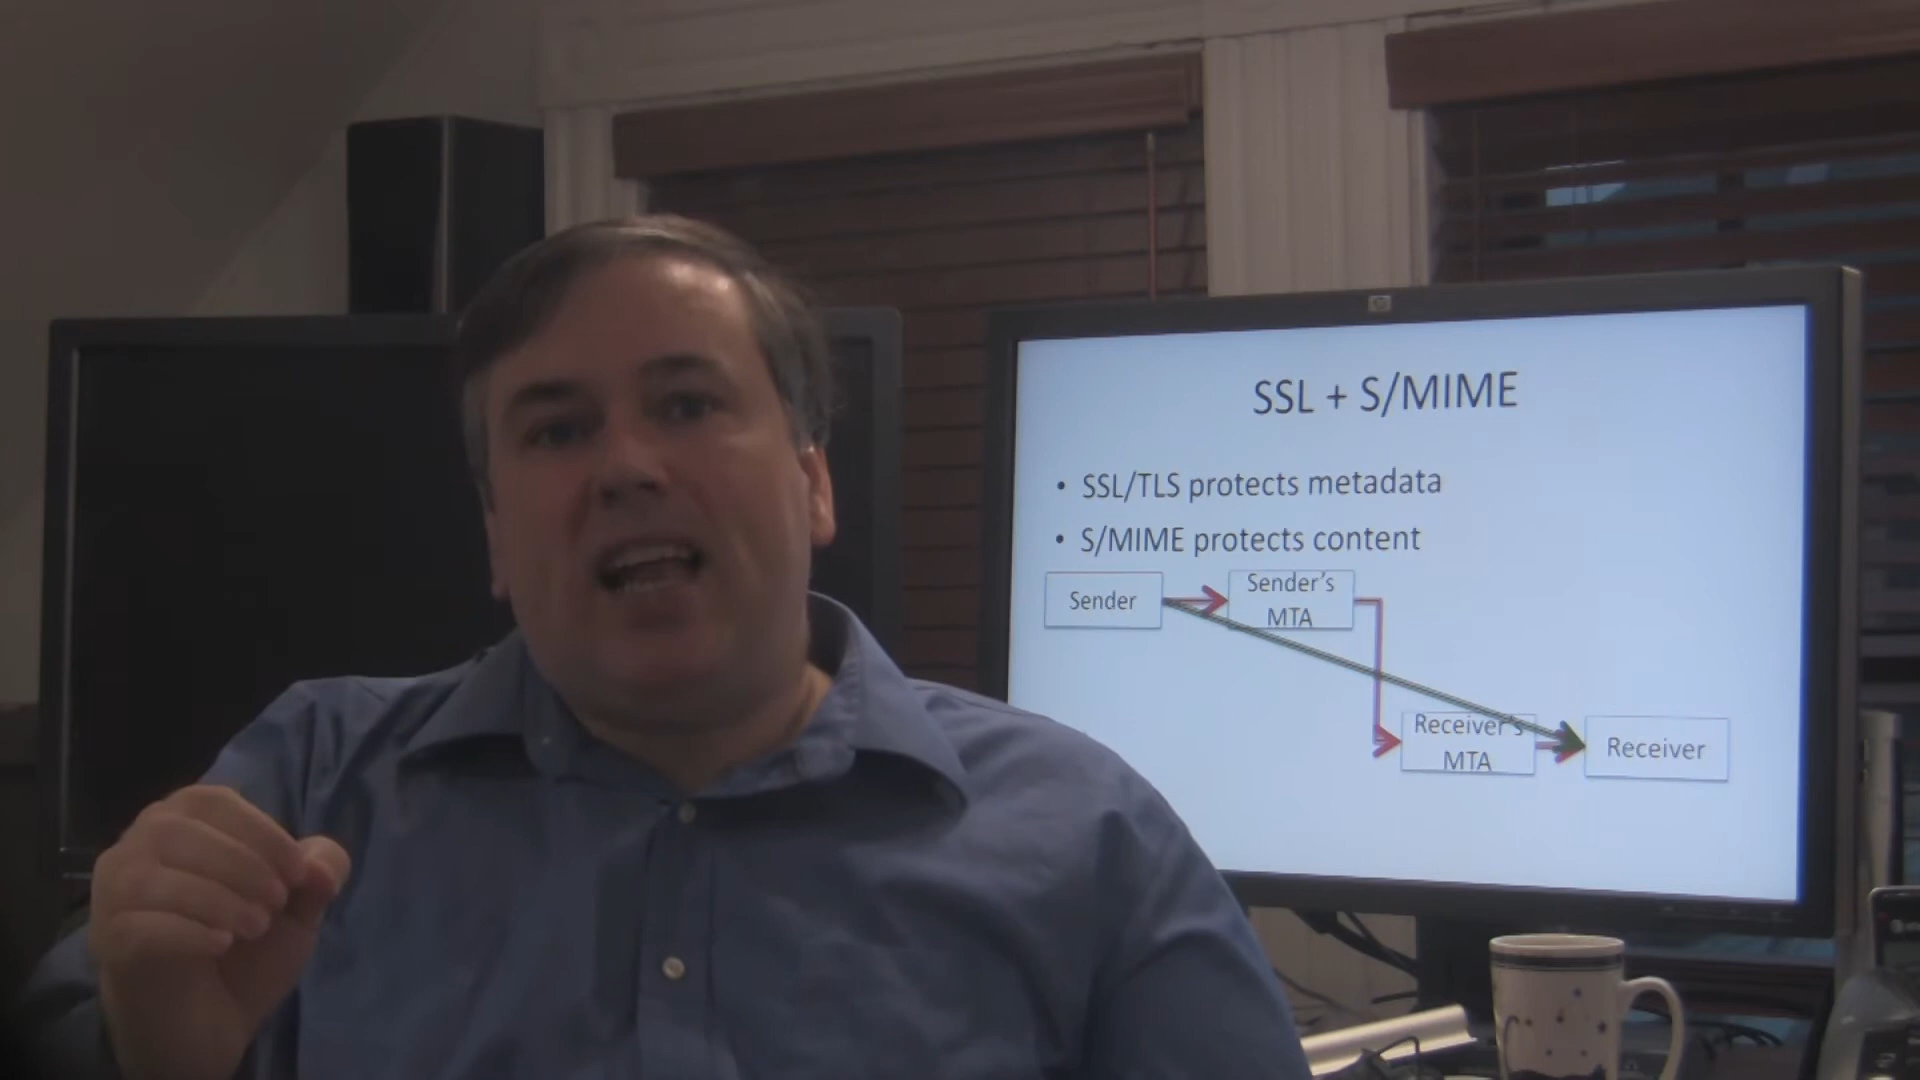 SSL + S/MIME
• SSL/TLS protects metadata
• S/MIME protects content
Sender
Sender's
MTA
Receiver's
MTA
Receiver